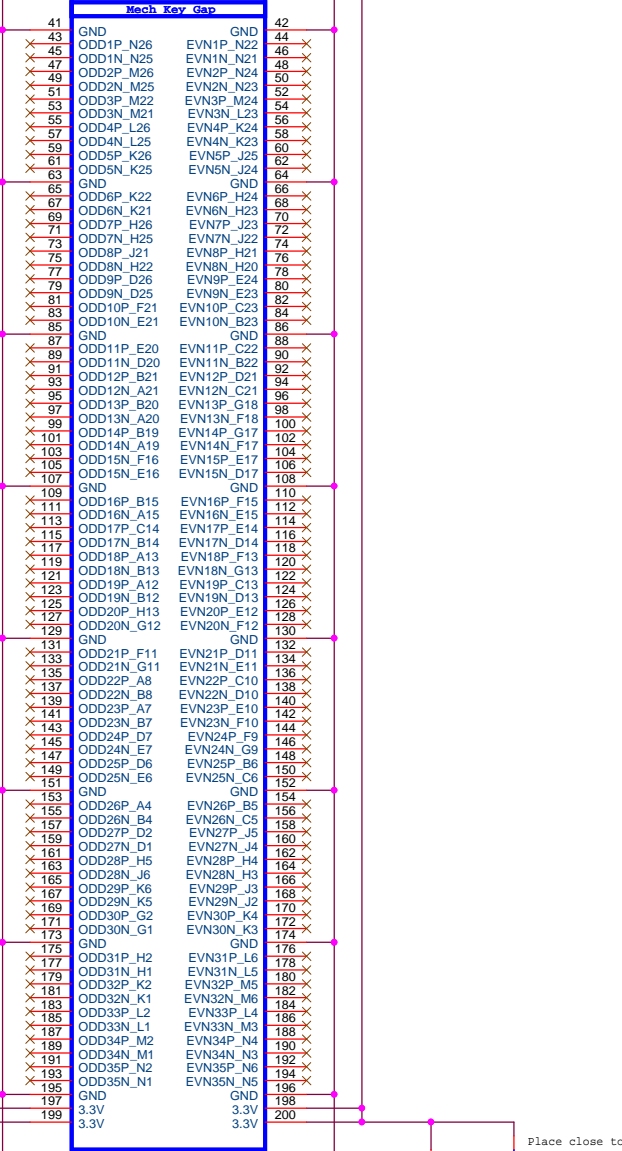 Mech Key Gap
41 GND GND 42
43 ODD1P_N26 EVN1P_N22 44
45 ODD1N_N25 EVN1N_N21 46
47 ODD2P_M26 EVN2P_N24 48
49 ODD2N_M25 EVN2N_N23 50
51 ODD3P_M22 EVN3P_M24 52
53 ODD3N_M21 EVN3N_L23 54
55 ODD4P_L26 EVN4P_K24 56
57 ODD4N_L25 EVN4N_K23 58
59 ODD5P_K26 EVN5P_J25 60
61 ODD5N_K25 EVN5N_J24 62
63 GND GND 64
65 ODD6P_K22 EVN6P_H24 66
67 ODD6N_K21 EVN6N_H23 68
69 ODD7P_H26 EVN7P_J23 70
71 ODD7N_H25 EVN7N_J22 72
73 ODD8P_J21 EVN8P_H21 74
75 ODD8N_H22 EVN8N_H20 76
77 ODD9P_D26 EVN9P_E24 78
79 ODD9N_D25 EVN9N_E23 80
81 ODD10P_F21 EVN10P_C23 82
83 ODD10N_E21 EVN10N_B23 84
85 GND GND 86
87 ODD11P_E20 EVN11P_C22 88
89 ODD11N_D20 EVN11N_B22 90
91 ODD12P_B21 EVN12P_D21 92
93 ODD12N_A21 EVN12N_C21 94
95 ODD13P_B20 EVN13P_G18 96
97 ODD13N_A20 EVN13N_F18 98
99 ODD14P_B19 EVN14P_G17 100
101 ODD14N_A19 EVN14N_F17 102
103 ODD15N_F16 EVN15P_E17 104
105 ODD15N_E16 EVN15N_D17 106
107 GND GND 108
109 ODD16P_B15 EVN16P_F15 110
111 ODD16N_A15 EVN16N_E15 112
113 ODD17P_C14 EVN17P_E14 114
115 ODD17N_B14 EVN17N_D14 116
117 ODD18P_A13 EVN18P_F13 118
119 ODD18N_B13 EVN18N_G13 120
121 ODD19P_A12 EVN19P_C13 122
123 ODD19N_B12 EVN19N_D13 124
125 ODD20P_H13 EVN20P_E12 126
127 ODD20N_G12 EVN20N_F12 128
129 GND GND 130
131 ODD21P_F11 EVN21P_D11 132
133 ODD21N_G11 EVN21N_E11 134
135 ODD22P_A8 EVN22P_C10 136
137 ODD22N_B8 EVN22N_D10 138
139 ODD23P_A7 EVN23P_E10 140
141 ODD23N_B7 EVN23N_F10 142
143 ODD24P_D7 EVN24P_F9 144
145 ODD24N_E7 EVN24N_G9 146
147 ODD25P_D6 EVN25P_B6 148
149 ODD25N_E6 EVN25N_C6 150
151 GND GND 152
153 ODD26P_A4 EVN26P_B5 154
155 ODD26N_B4 EVN26N_C5 156
157 ODD27P_D2 EVN27P_J5 158
159 ODD27N_D1 EVN27N_J4 160
161 ODD28P_H5 EVN28P_H4 162
163 ODD28N_J6 EVN28N_H3 164
165 ODD29P_K6 EVN29P_J3 166
167 ODD29N_K5 EVN29N_J2 168
169 ODD30P_G2 EVN30P_K4 170
171 ODD30N_G1 EVN30N_K3 172
173 GND GND 174
175 ODD31P_H2 EVN31P_L6 176
177 ODD31N_H1 EVN31N_L5 178
179 ODD32P_K2 EVN32P_M5 180
181 ODD32N_K1 EVN32N_M6 182
183 ODD33P_L2 EVN33P_L4 184
185 ODD33N_L1 EVN33N_M3 186
187 ODD34P_M2 EVN34P_N4 188
189 ODD34N_M1 EVN34N_N3 190
191 ODD35P_N2 EVN35P_N6 192
193 ODD35N_N1 EVN35N_N5 194
195 GND GND 196
197 3.3V 3.3V 198
199 3.3V 3.3V 200
Place close to